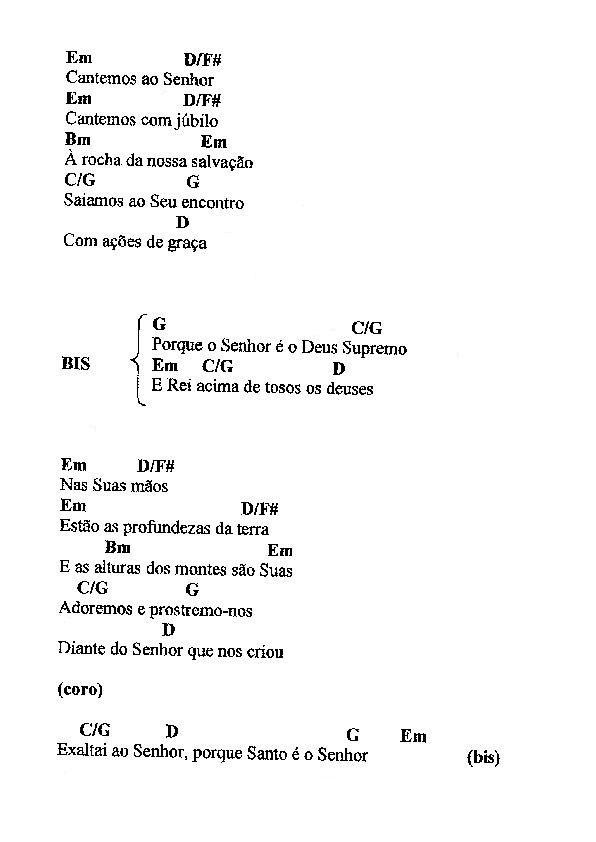 Em D/F#
Cantemos ao Senhor
Em D/F#
Cantemos com júbilo
Bm Em
À rocha da nossa salvação
C/G G
Saiamos ao Seu encontro
D
Com ações de graça
G C/G
Porque o Senhor é o Deus Supremo
BIS Em C/G D
E Rei acima de tosos os deuses
Em D/F#
Nas Suas mãos
Em D/F#
Estão as profundezas da terra
Bm Em
E as alturas dos montes são Suas
C/G G
Adoremos e prostremo-nos
D
Diante do Senhor que nos criou
(coro)
C/G D G Em
Exaltai ao Senhor, porque Santo é o Senhor (bis)